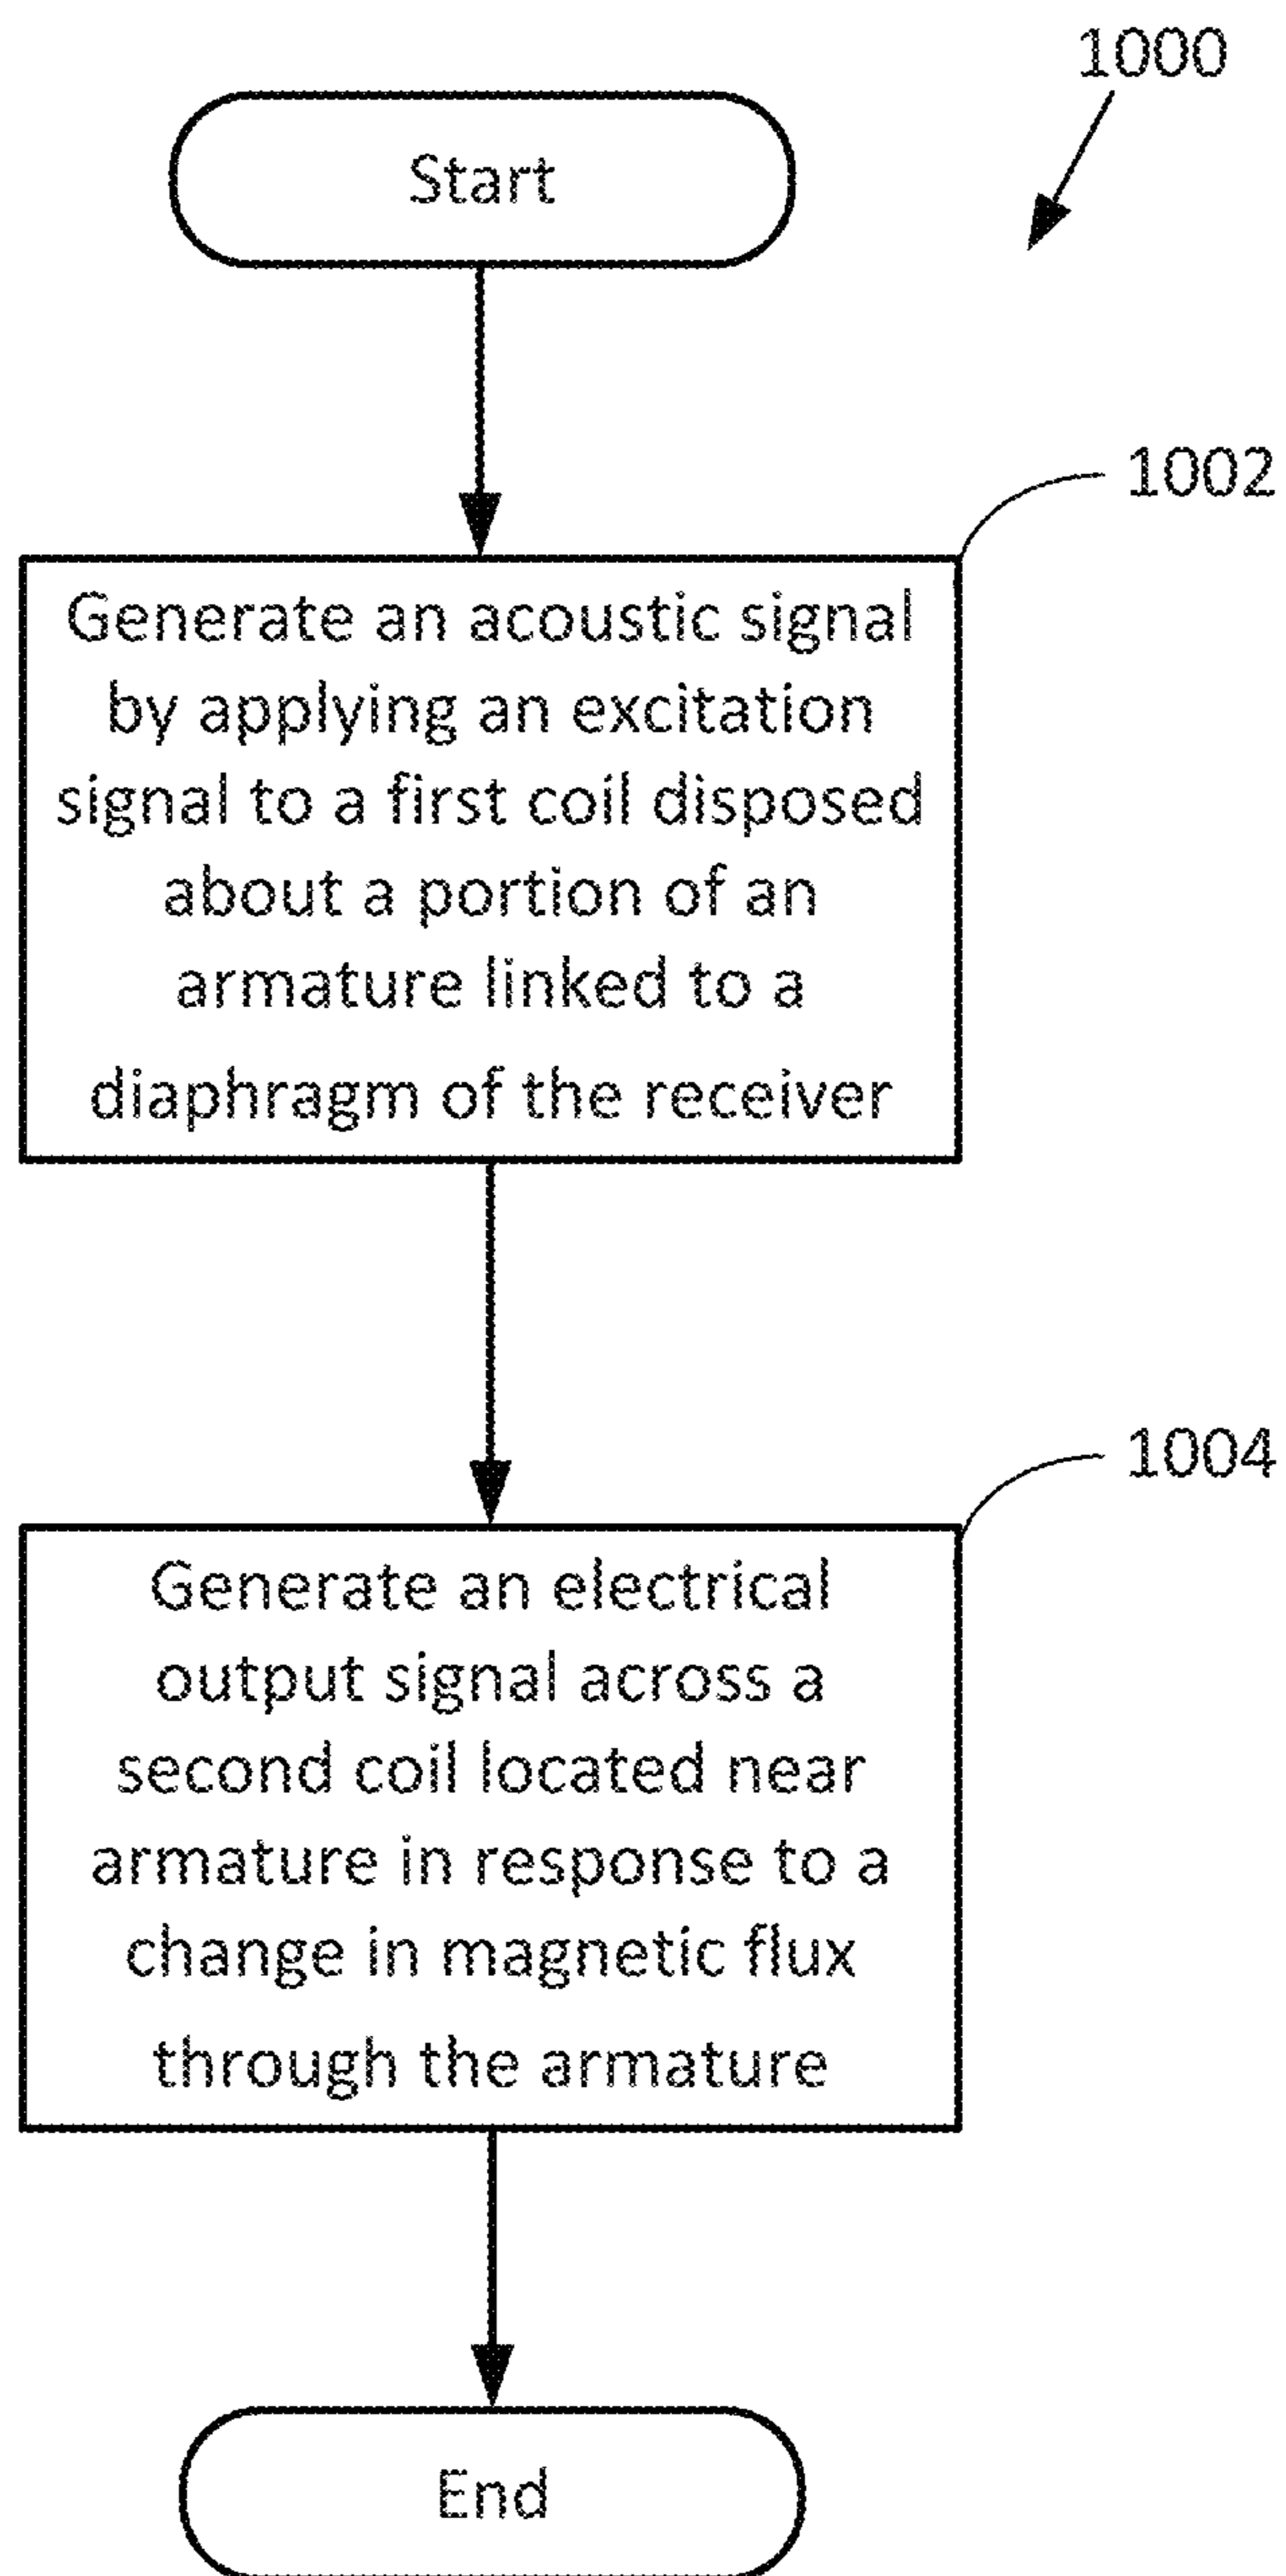 1000
Start
1002
Generate an acoustic signal
by applying an excitation
signal to a first coil disposed
about a portion of an
armature linked to a
diaphragm of the receiver
1004
Generate an electrical
output signal across a
second coil located near
armature in response to a
change in magnetic flux
through the armature
End